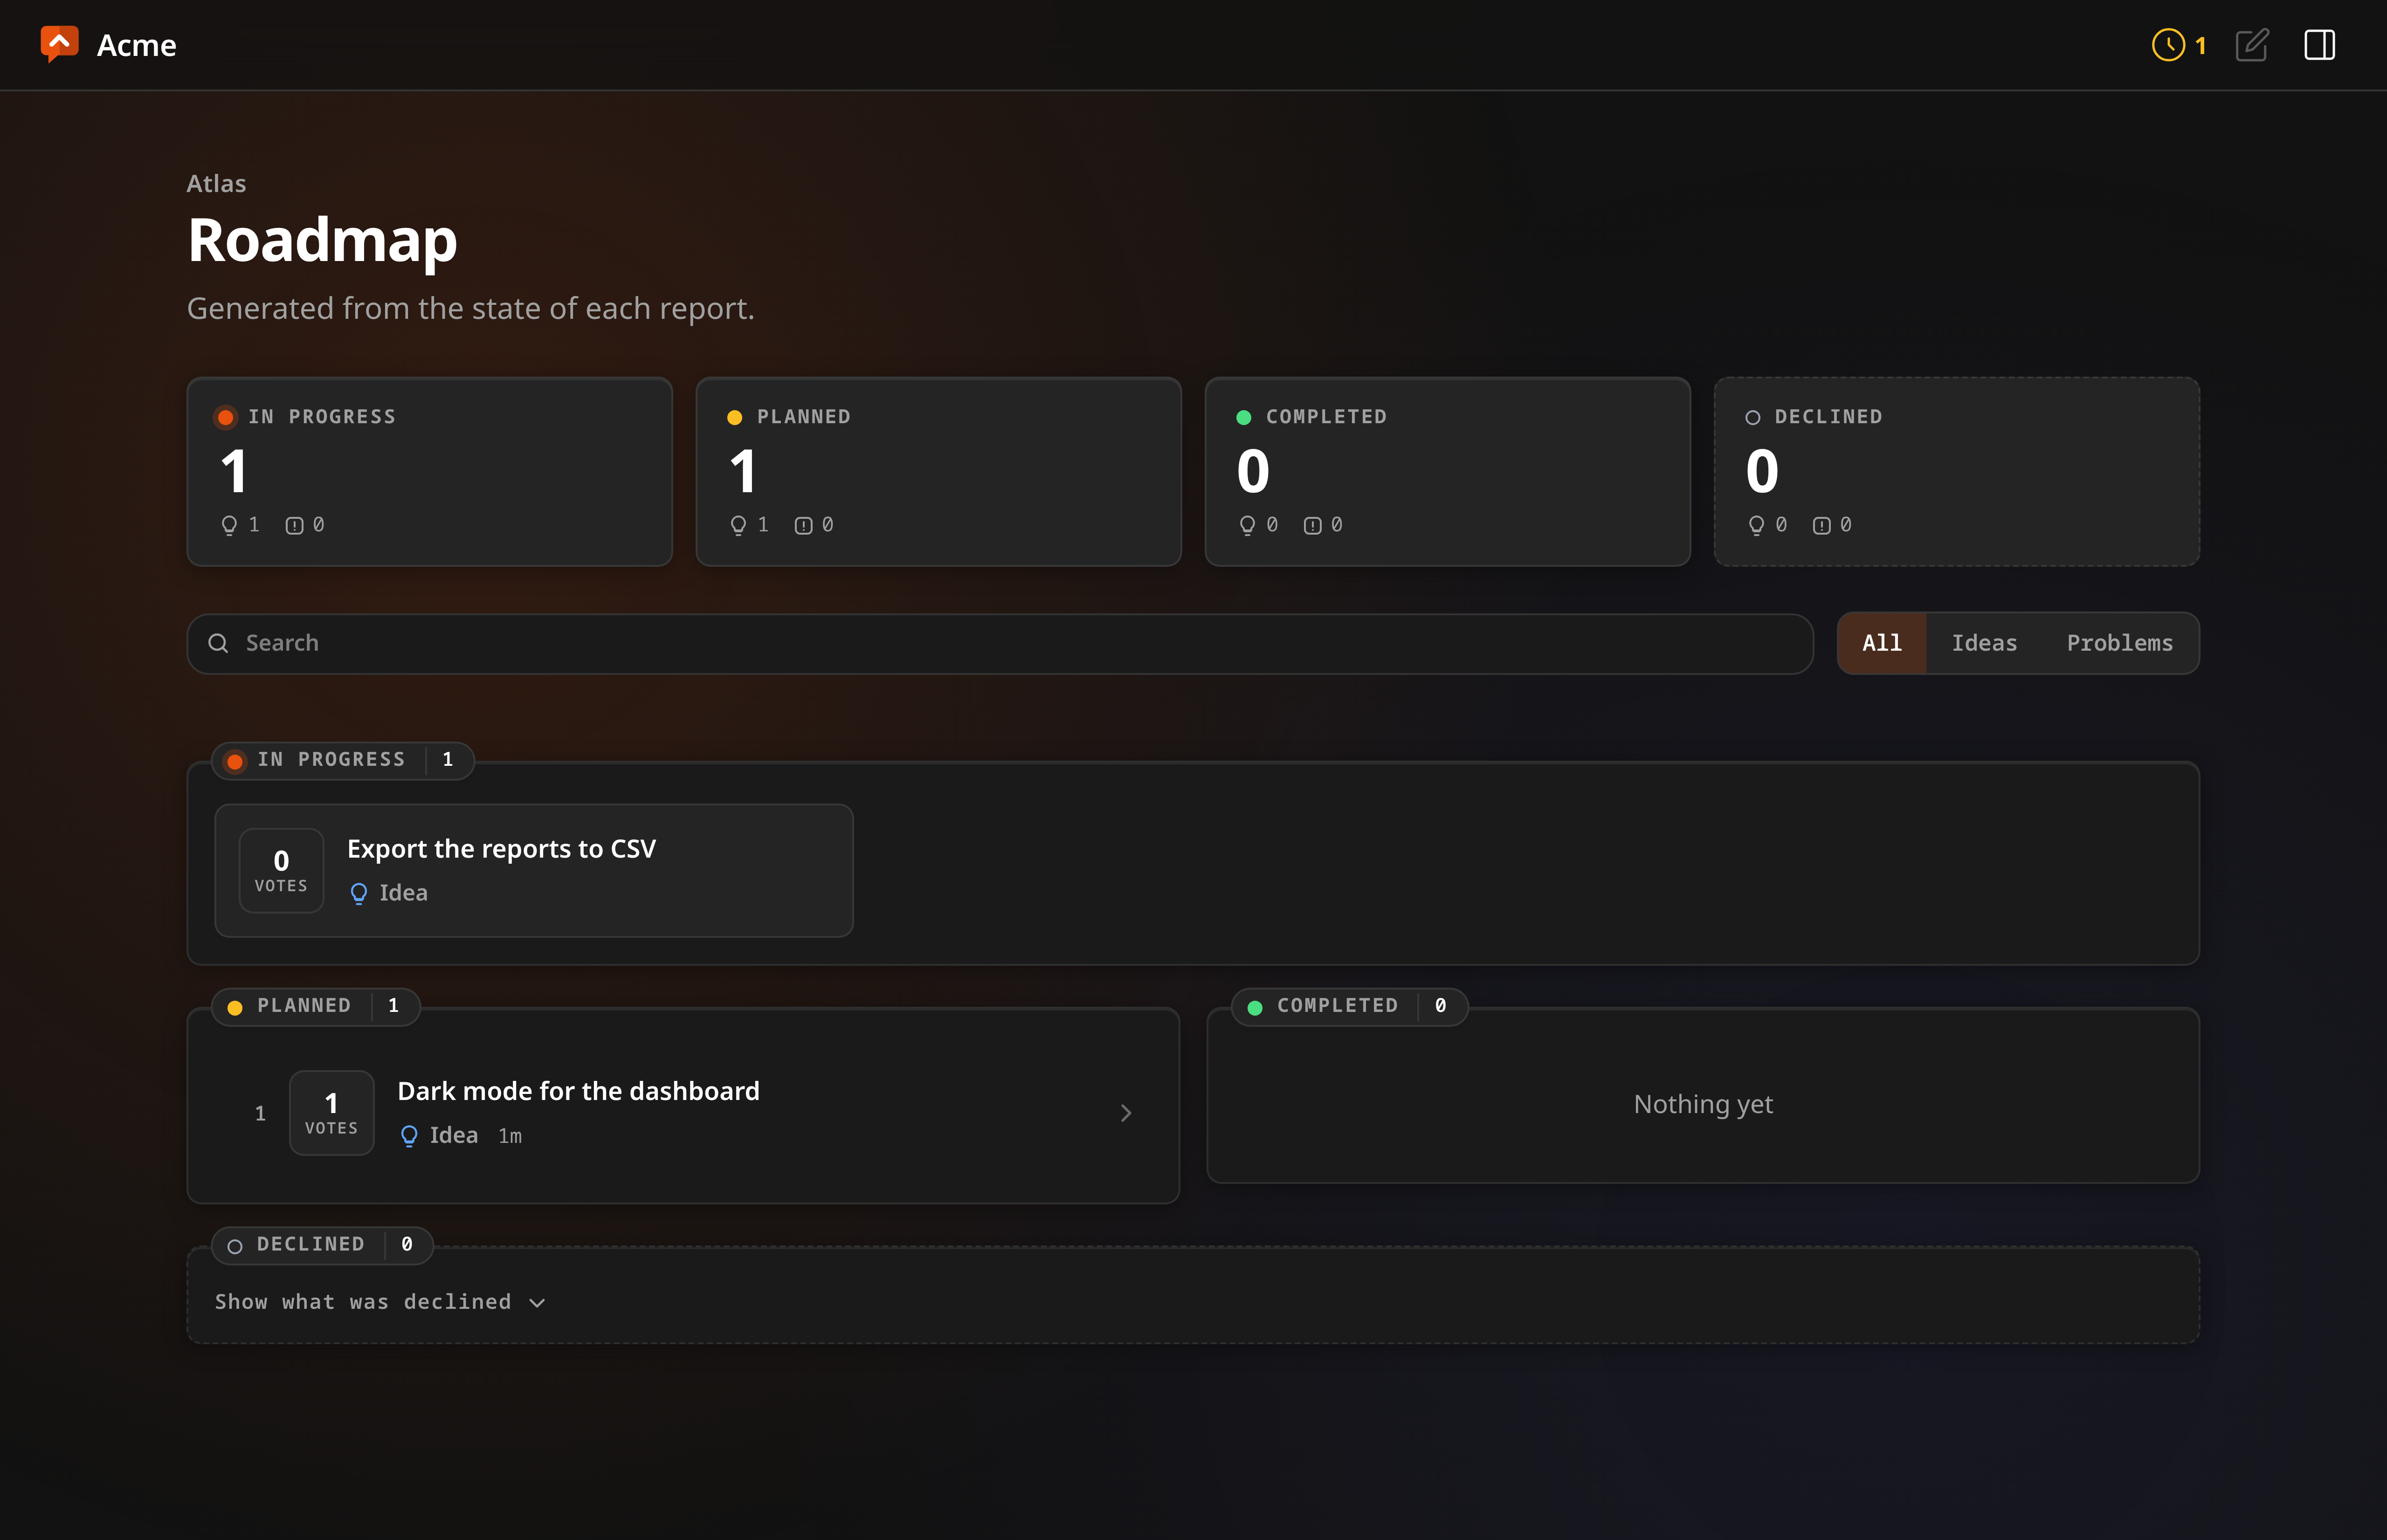 Acme
1
Atlas
Roadmap
Generated from the state of each report.
IN PROGRESS
1
1 0
PLANNED
1
1 0
COMPLETED
0
0 0
DECLINED
0
0 0
Search
All Ideas Problems
IN PROGRESS 1
0
VOTES
Export the reports to CSV
Idea
PLANNED 1
1
1
VOTES
Dark mode for the dashboard
Idea 1m
COMPLETED 0
Nothing yet
DECLINED 0
Show what was declined